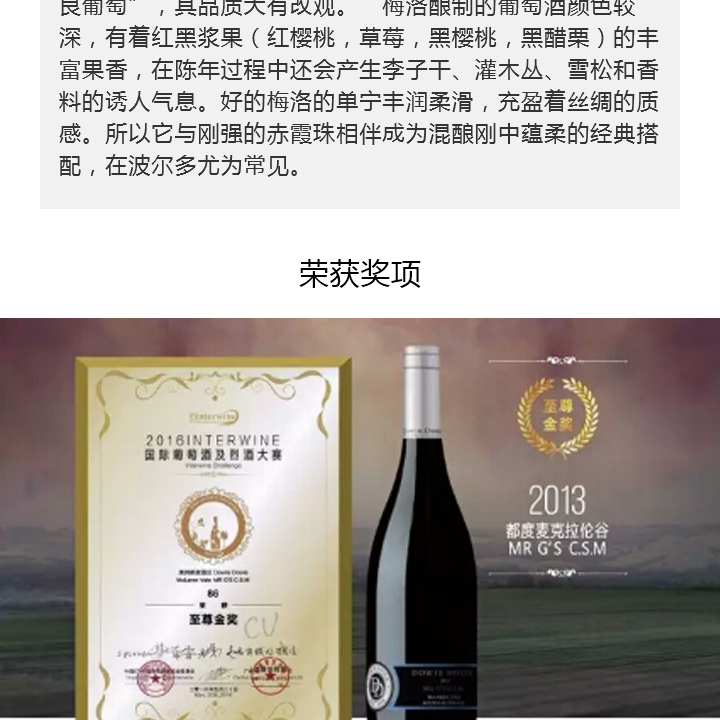 良葡萄”，其品质大有改观。 梅洛酿制的葡萄酒颜色较
深，有着红黑浆果（红樱桃，草莓，黑樱桃，黑醋栗）的丰
富果香，在陈年过程中还会产生李子干、灌木丛、雪松和香
料的诱人气息。好的梅洛的单宁丰润柔滑，充盈着丝绸的质
感。所以它与刚强的赤霞珠相伴成为混酿刚中蕴柔的经典搭
配，在波尔多尤为常见。
荣获奖项
Interwine
2016INTERWINE
国际葡萄酒及烈酒大赛
Interwine Challenge
McLaren Vale MR G'S C.S.M
86
至尊金奖
CV
DOWIE DOOLE
至尊
金奖
2013
都度麦克拉伦谷
MR G'S C.S.M